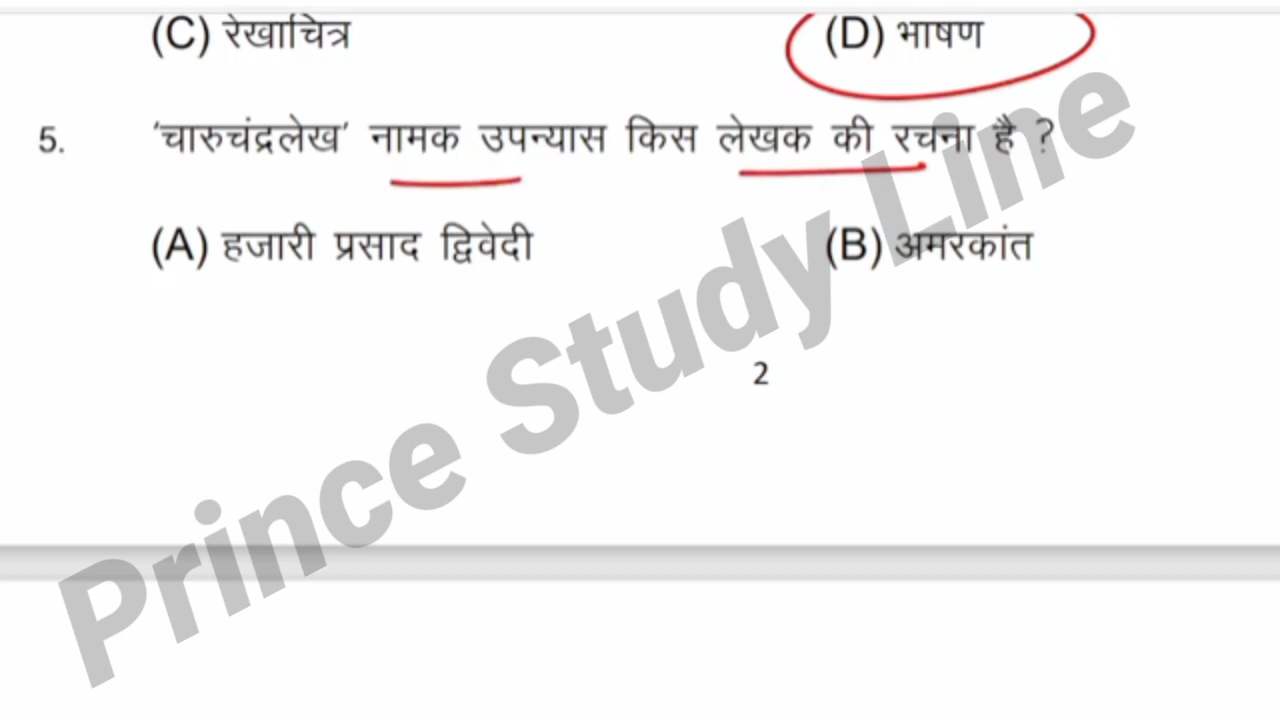 (C) रेखाचित्र (D) भाषण
5. 'चारुचंद्रलेख' नामक उपन्यास किस लेखक की रचना है ?
(A) हजारी प्रसाद द्विवेदी (B) अमरकांत
2
Prince Study Line